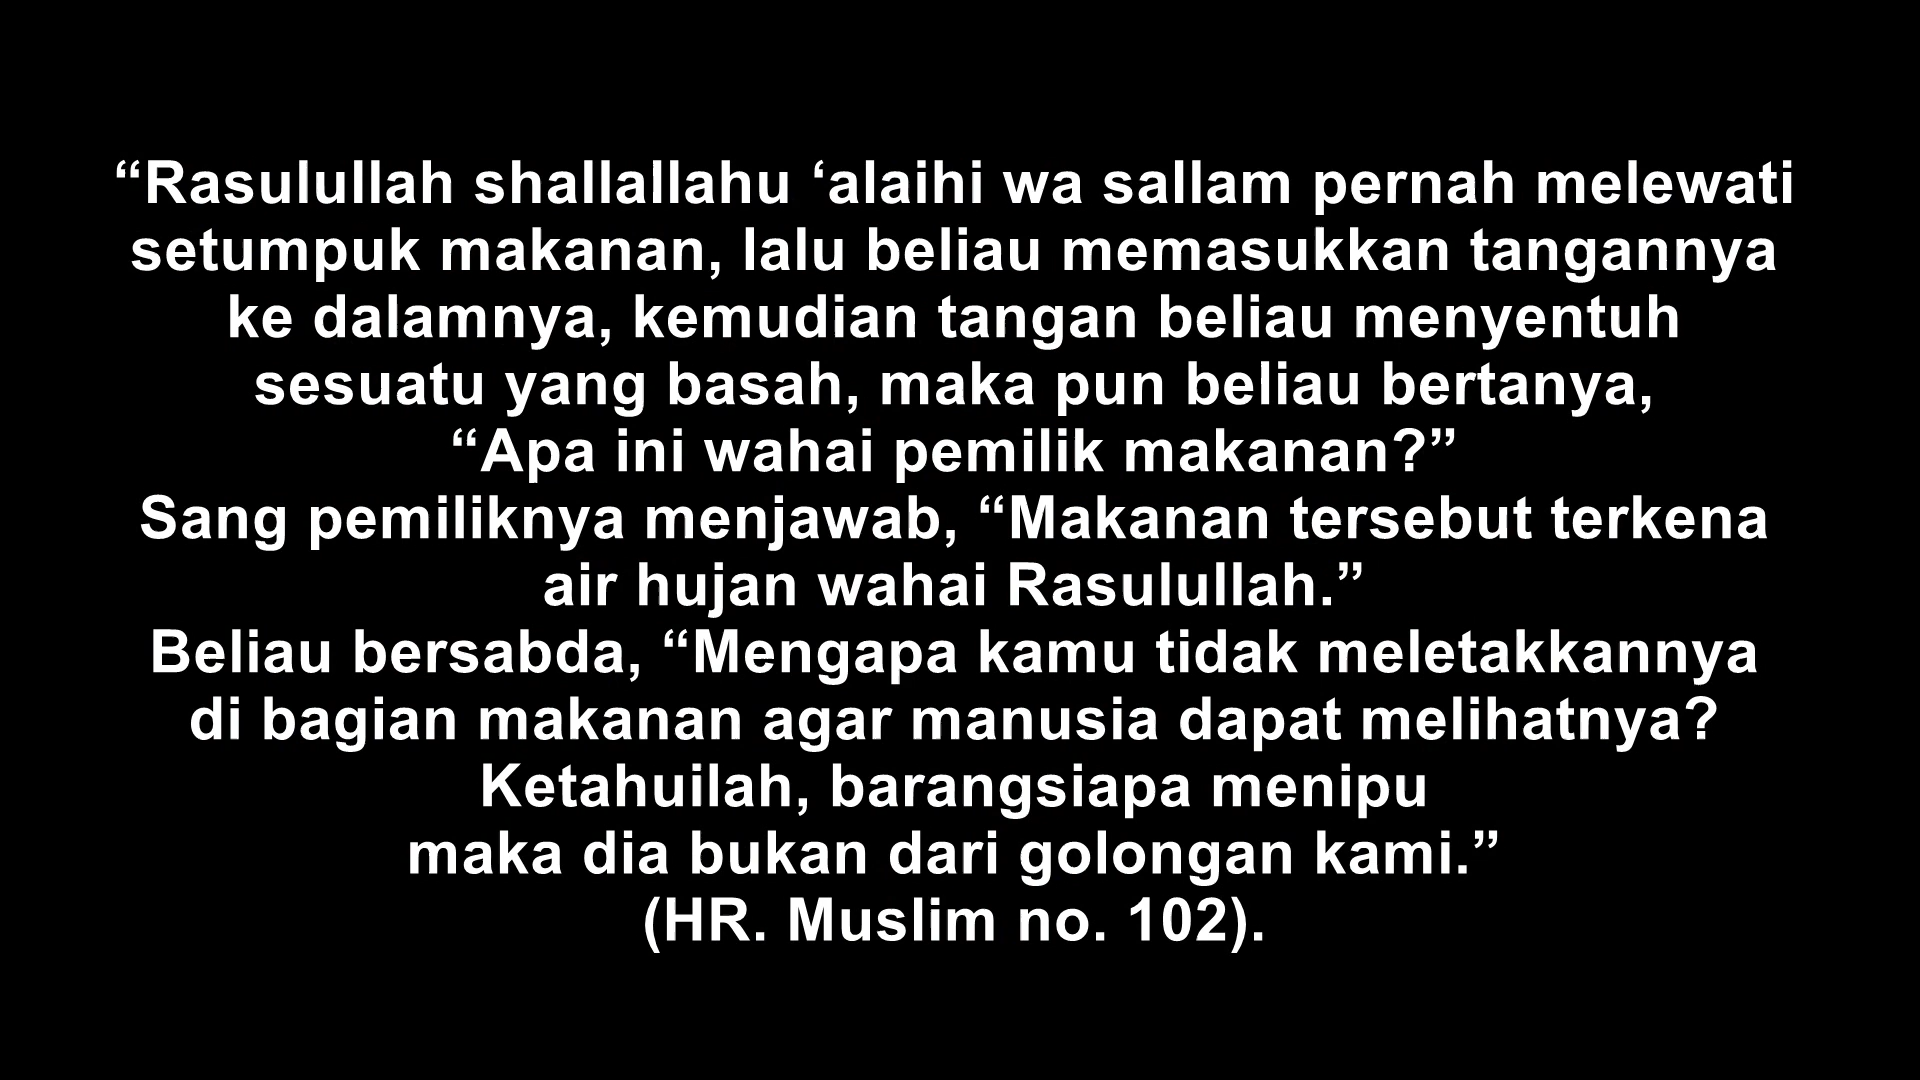 “Rasulullah shallallahu ‘alaihi wa sallam pernah melewati
setumpuk makanan, lalu beliau memasukkan tangannya
ke dalamnya, kemudian tangan beliau menyentuh
sesuatu yang basah, maka pun beliau bertanya,
“Apa ini wahai pemilik makanan?”
Sang pemiliknya menjawab, “Makanan tersebut terkena
air hujan wahai Rasulullah.”
Beliau bersabda, “Mengapa kamu tidak meletakkannya
di bagian makanan agar manusia dapat melihatnya?
Ketahuilah, barangsiapa menipu
maka dia bukan dari golongan kami.”
(HR. Muslim no. 102).